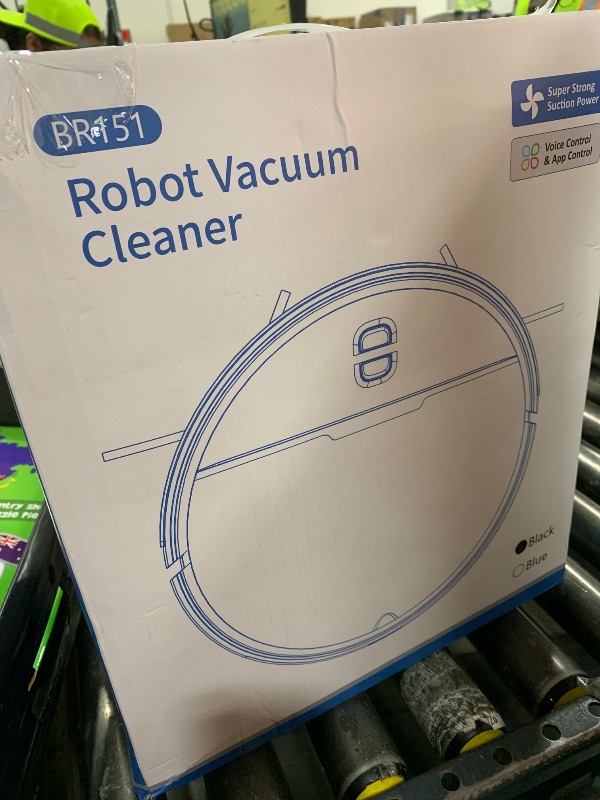 BR151
Robot Vacuum
Cleaner
Super Strong
Suction Power
Voice Control
& App Control
Black
Blue